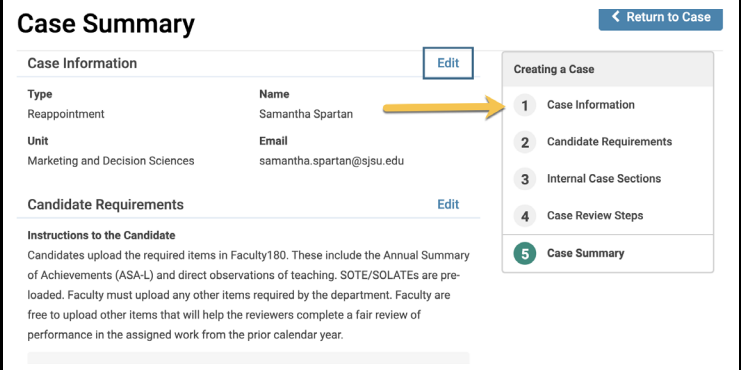 Case Summary
Return to Case
Case Information
Edit
Type
Name
Reappointment
Samantha Spartan
Unit
Email
Marketing and Decision Sciences
samantha.spartan@sjsu.edu
Candidate Requirements
Edit
Instructions to the Candidate
Candidates upload the required items in Faculty180. These include the Annual Summary
of Achievements (ASA-L) and direct observations of teaching. SOTE/SOLATEs are pre-
loaded. Faculty must upload any other items required by the department. Faculty are
free to upload other items that will help the reviewers complete a fair review of
performance in the assigned work from the prior calendar year.
Creating a Case
1 Case Information
2 Candidate Requirements
3 Internal Case Sections
4 Case Review Steps
5 Case Summary